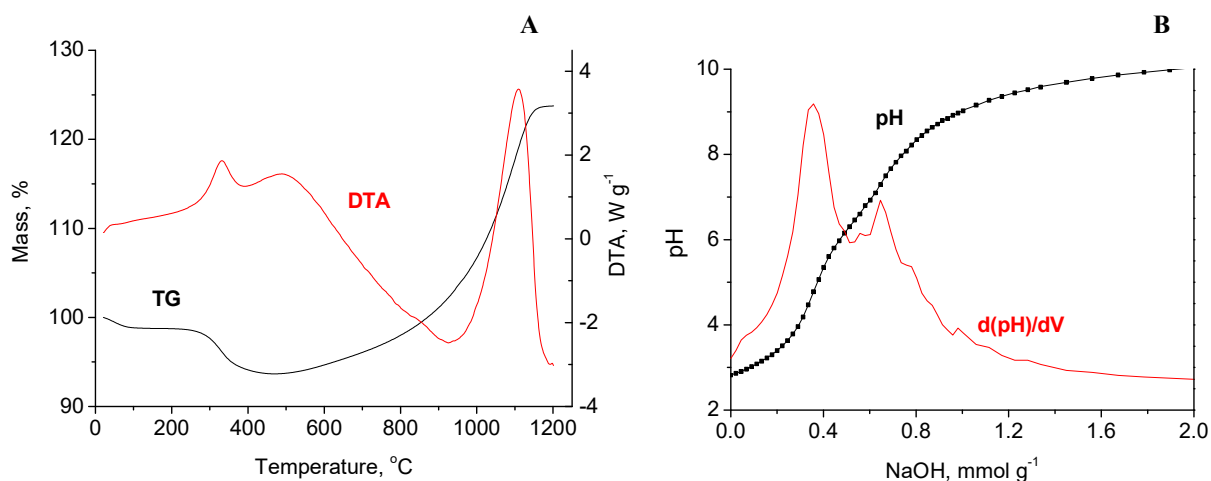 A
130
120
110
100
90
Mass, %
0
200
400
600
800
1000
1200
Temperature, °C
4
2
0
-2
-4
DTA, W g-1
DTA
TG
B
10
8
6
4
2
pH
0.0
0.4
0.8
1.2
1.6
2.0
NaOH, mmol g-1
pH
d(pH)/dV